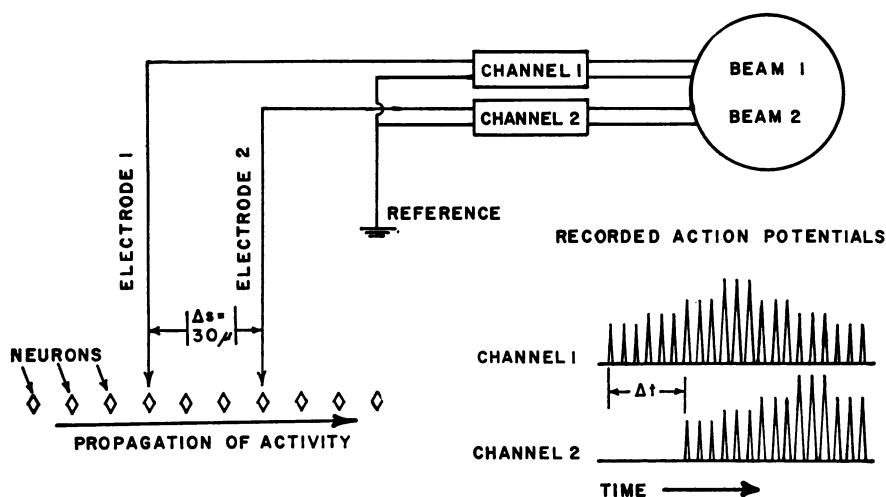 CHANNEL 1
CHANNEL 2
BEAM 1
BEAM 2
ELECTRODE 1
ELECTRODE 2
REFERENCE
Δs=
30μ
NEURONS
PROPAGATION OF ACTIVITY
RECORDED ACTION POTENTIALS
CHANNEL 1
Δt
CHANNEL 2
TIME